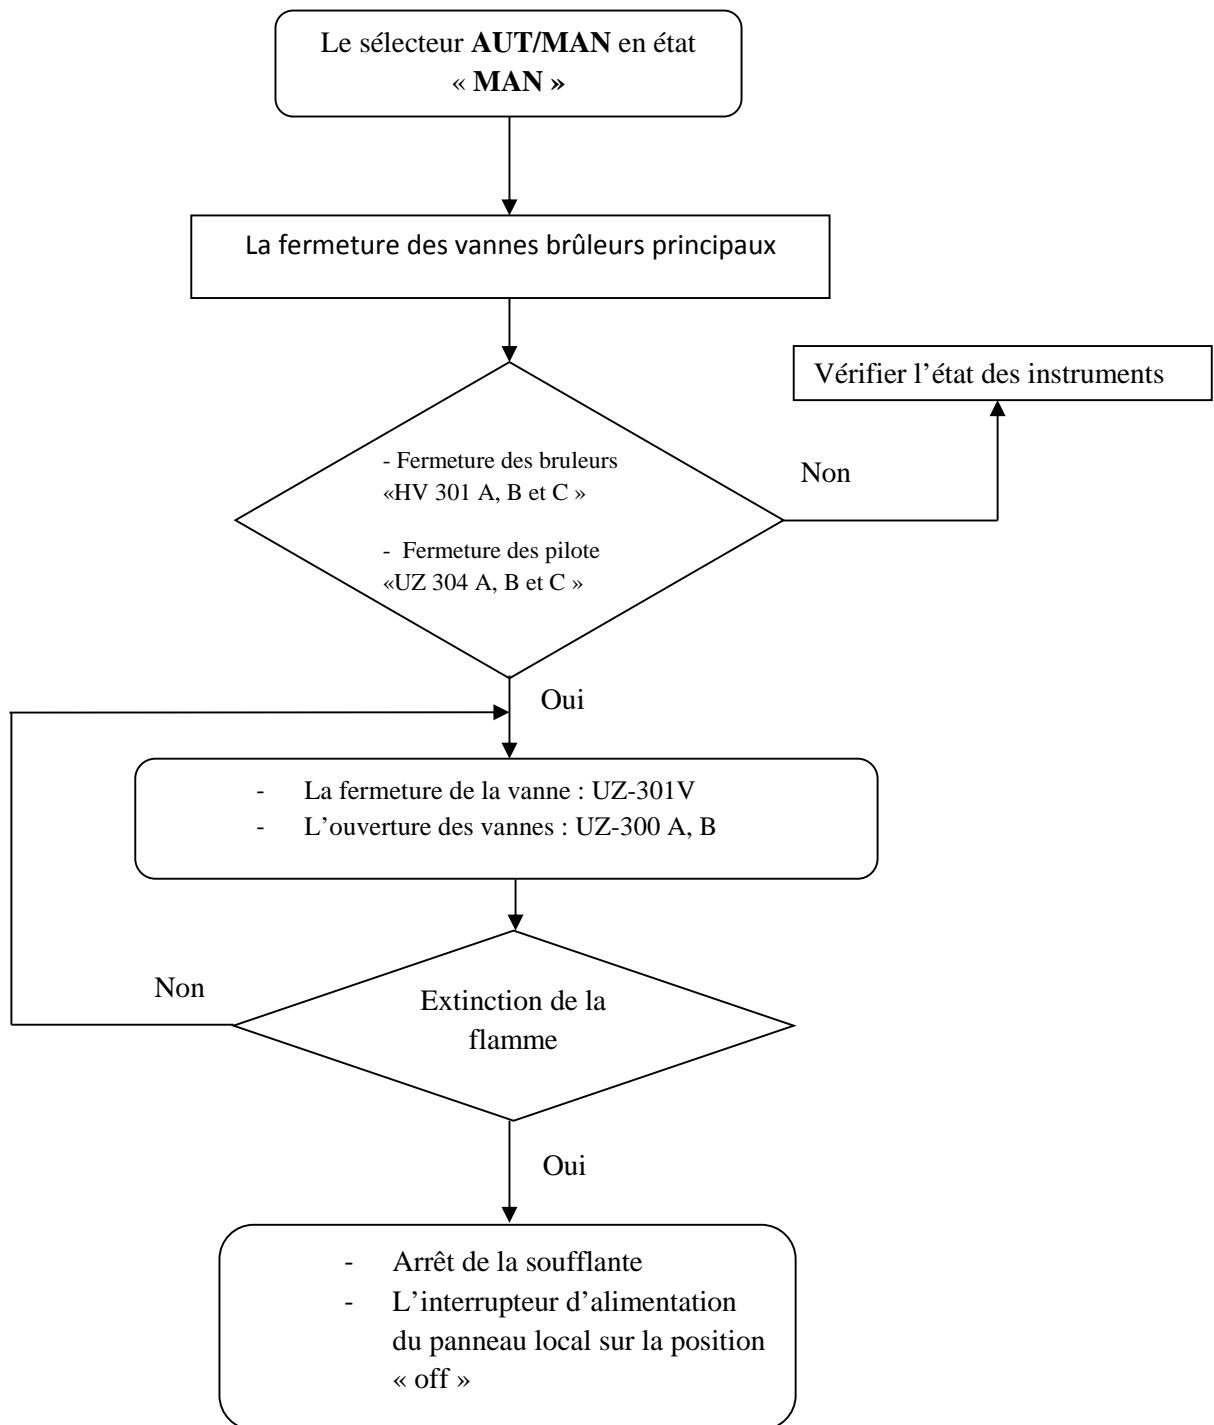 Le sélecteur AUT/MAN en état
« MAN »
La fermeture des vannes brûleurs principaux
Vérifier l’état des instruments
- Fermeture des bruleurs
«HV 301 A, B et C »
Non
- Fermeture des pilote
«UZ 304 A, B et C »
Oui
- La fermeture de la vanne : UZ-301V
- L’ouverture des vannes : UZ-300 A, B
Non
Extinction de la
flamme
Oui
- Arrêt de la soufflante
- L’interrupteur d’alimentation
du panneau local sur la position
« off »